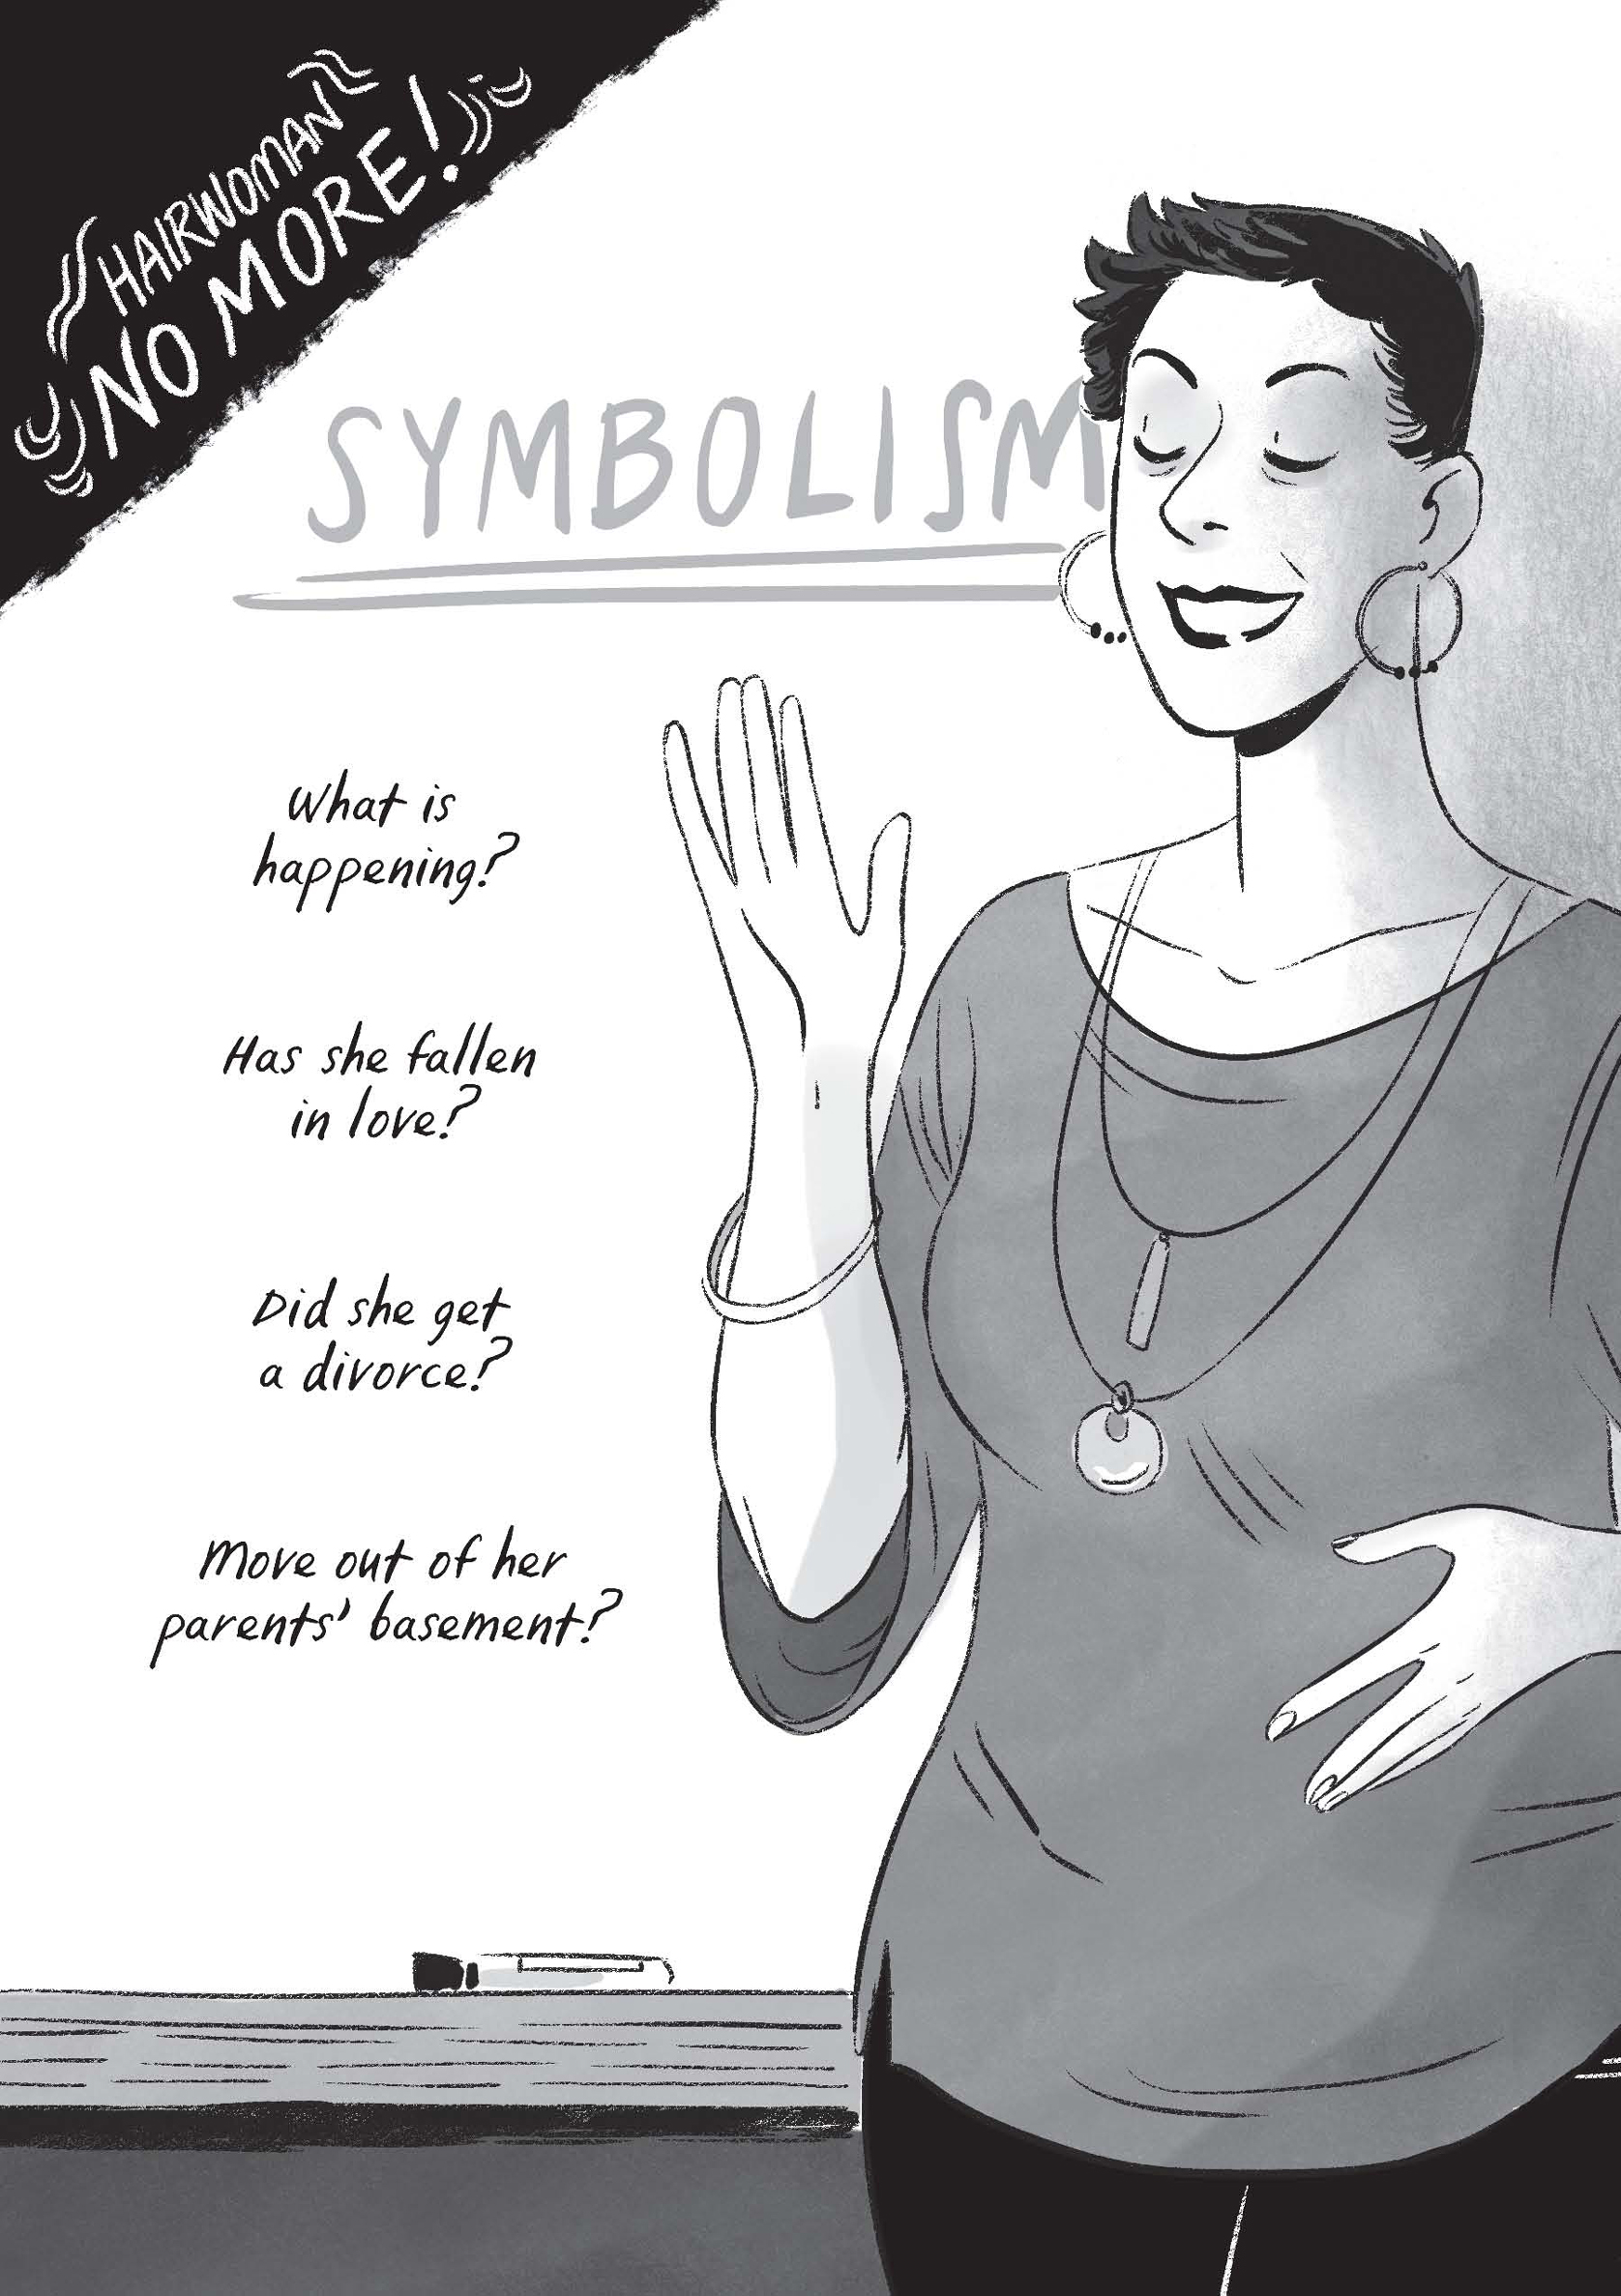 HAIRWOMAN
NO MORE!
SYMBOLISM
What is
happening?
Has she fallen
in love?
Did she get
a divorce?
Move out of her
parents' basement?